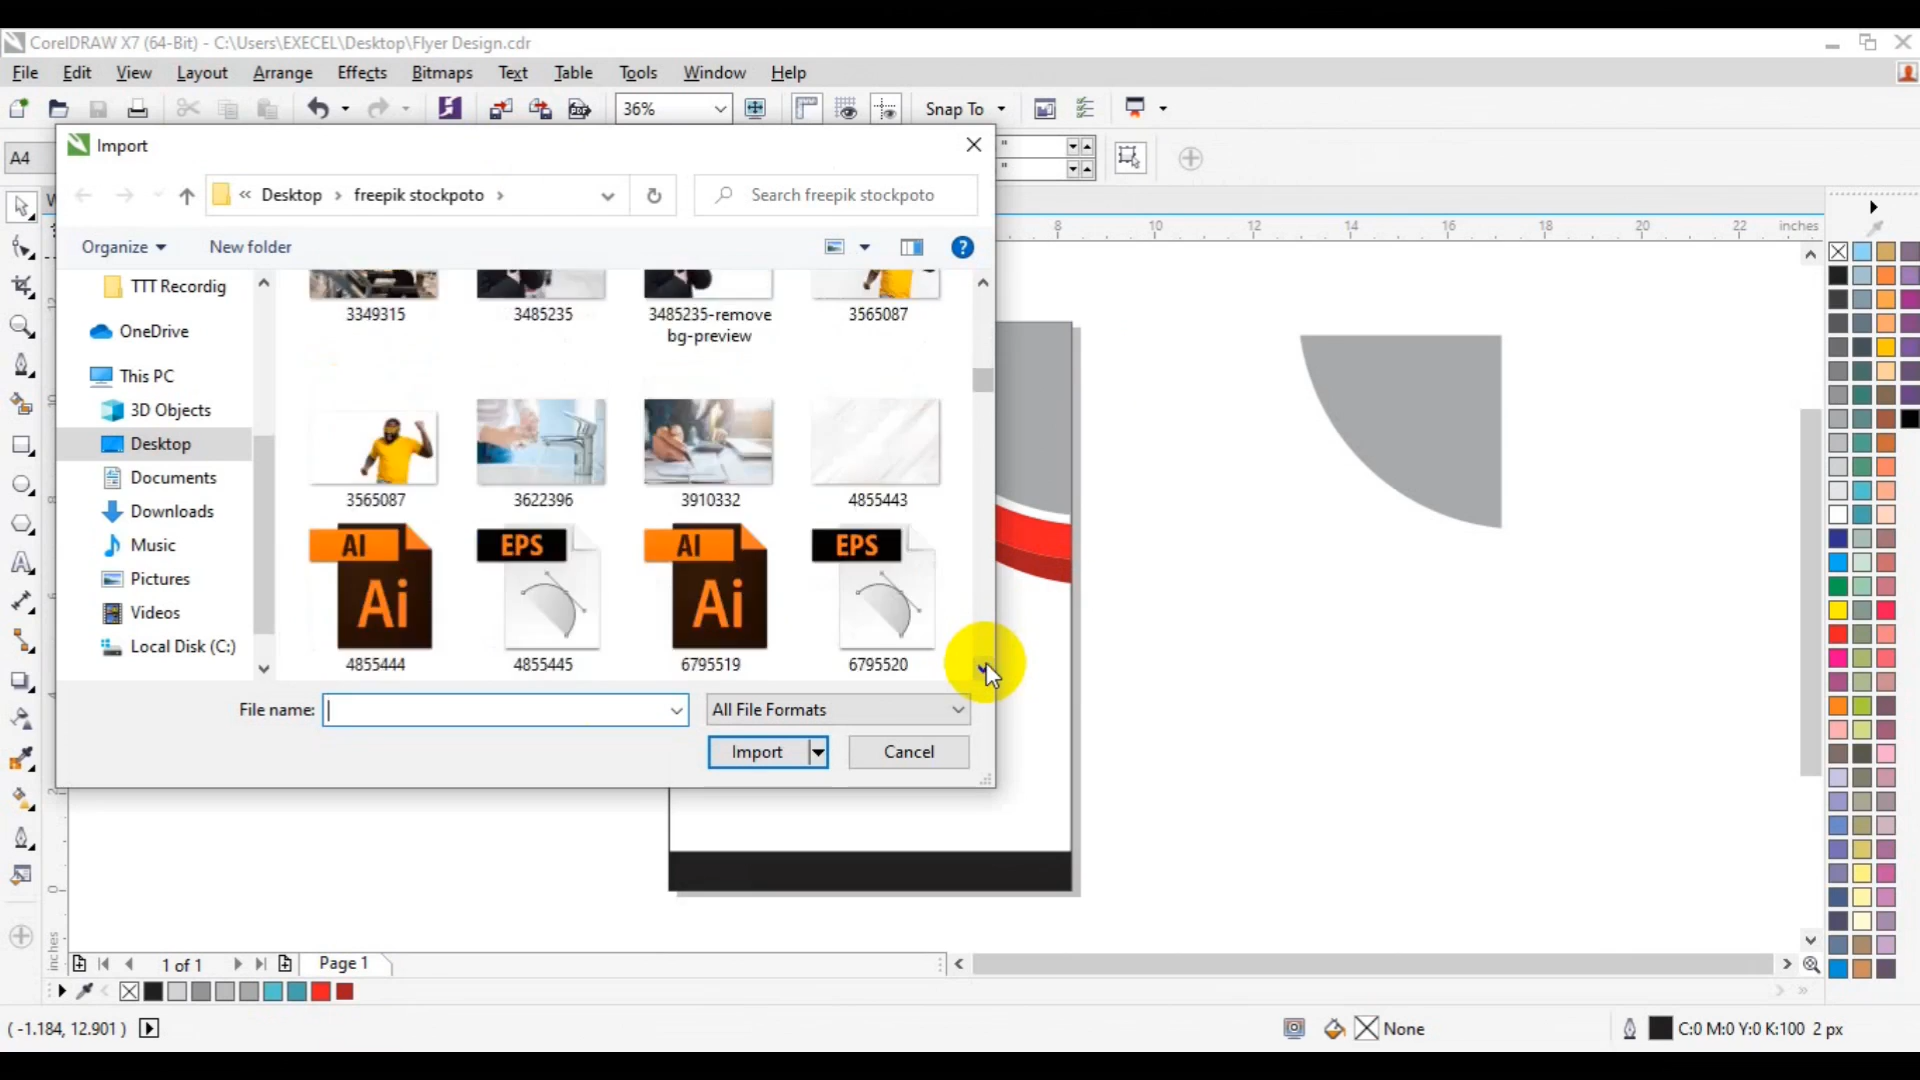 CorelDRAW X7 (64-Bit) - C:\Users\EXECEL\Desktop\Flyer Design.cdr
File Edit View Layout Arrange Effects Bitmaps Text Table Tools Window Help
36% Snap To
A4
Import
« Desktop › freepik stockpoto › Search freepik stockpoto
Organize New folder
TTT Recordig
OneDrive
This PC
3D Objects
Desktop
Documents
Downloads
Music
Pictures
Videos
Local Disk (C:)
3349315 3485235 3485235-remove 3565087
bg-preview
3565087 3622396 3910332 4855443
AI EPS AI EPS
Ai Ai
4855444 4855445 6795519 6795520
File name: All File Formats
Import Cancel
8 10 12 14 16 18 20 22 inches
inches
1 of 1 Page 1
( -1.184, 12.901 ) None C:0 M:0 Y:0 K:100 2 px